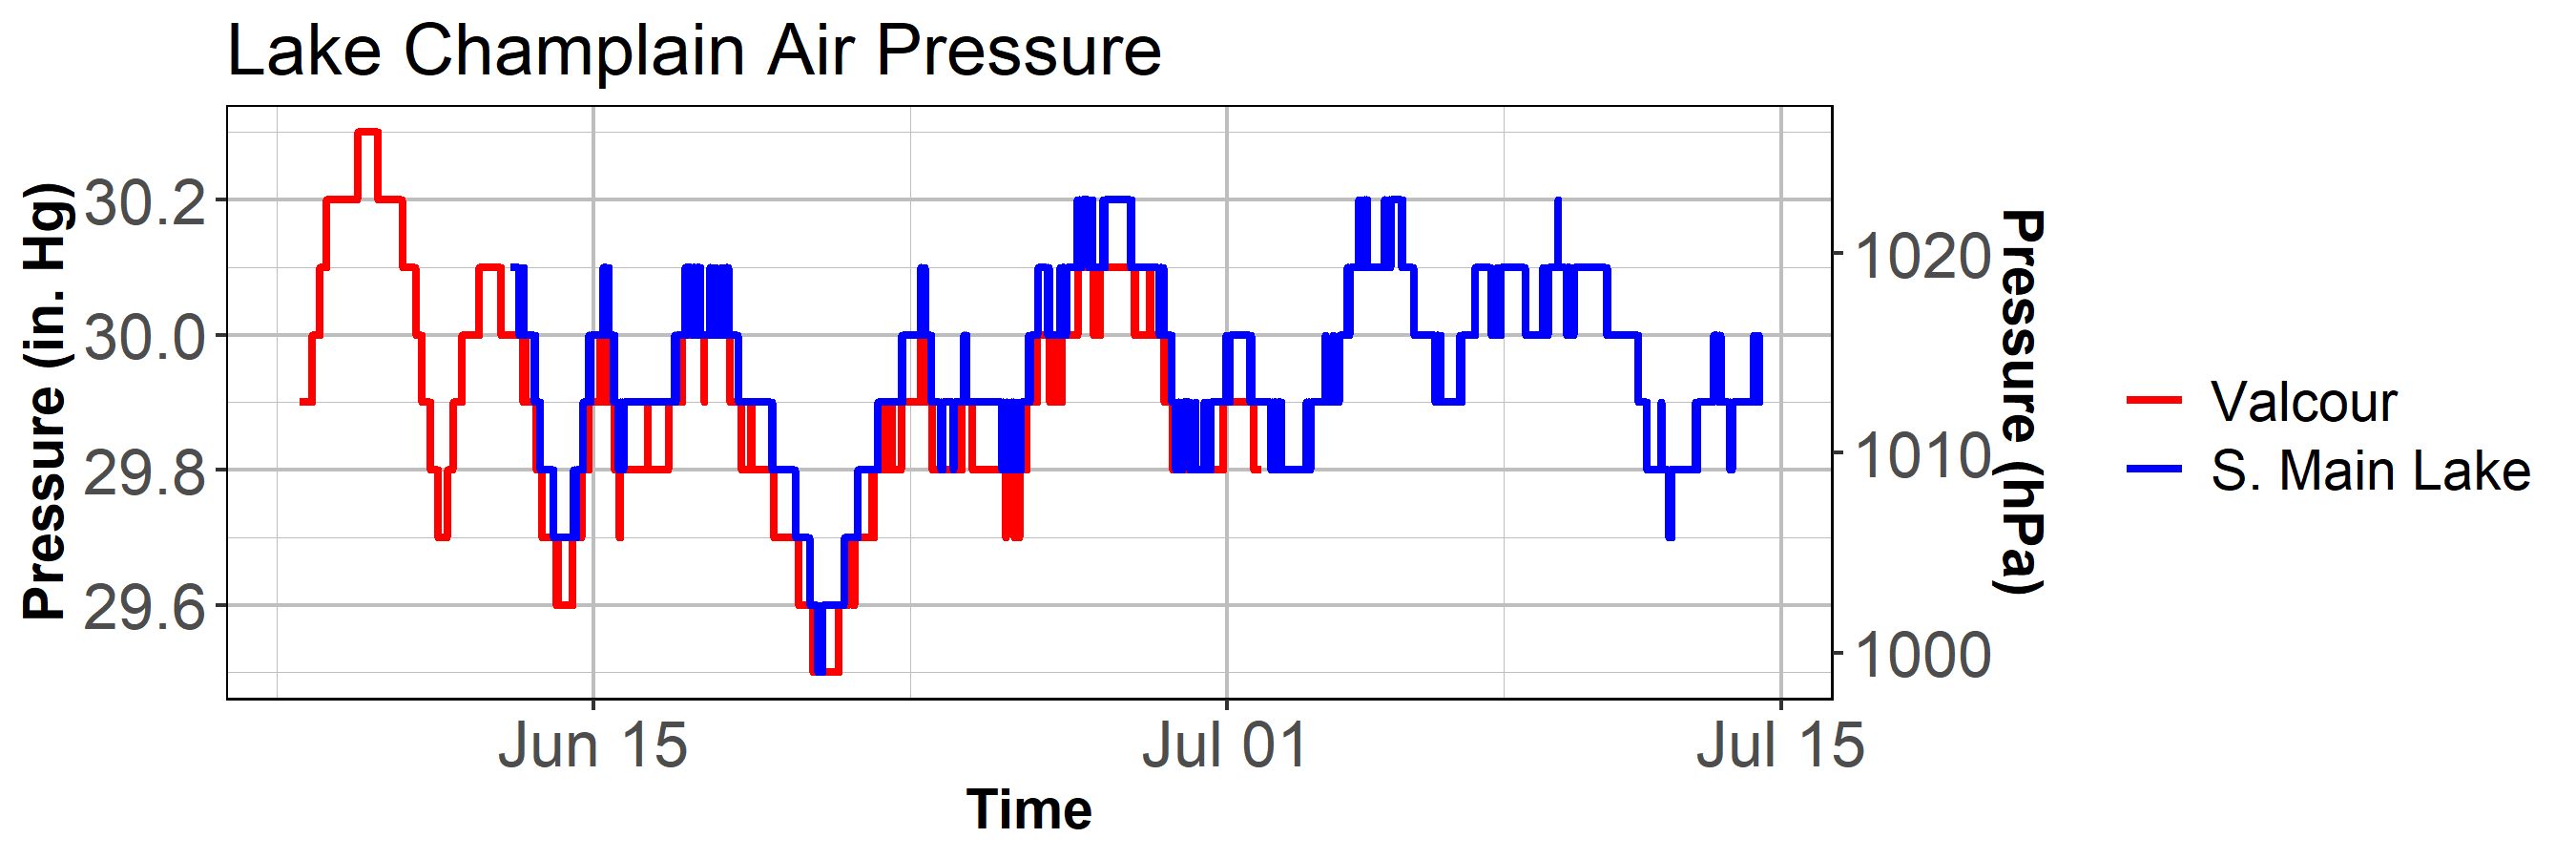 Lake Champlain Air Pressure
Pressure (in. Hg)
30.2
30.0
29.8
29.6
1020
1010
1000
Pressure (hPa)
Jun 15
Jul 01
Jul 15
Time
Valcour
S. Main Lake